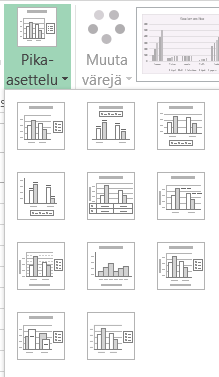 Pika-
asettelu
Muuta
värejä